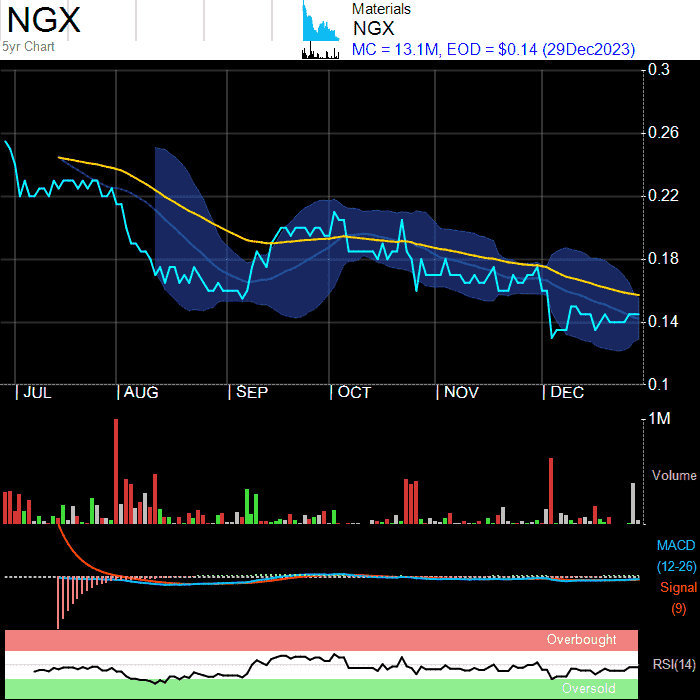 NGX
5yr Chart
Materials
NGX
MC = 13.1M, EOD = $0.14 (29Dec2023)
0.3
0.26
0.22
0.18
0.14
0.1
JUL
AUG
SEP
OCT
NOV
DEC
1M
Volume
MACD
(12-26)
Signal
(9)
Overbought
RSI(14)
Oversold